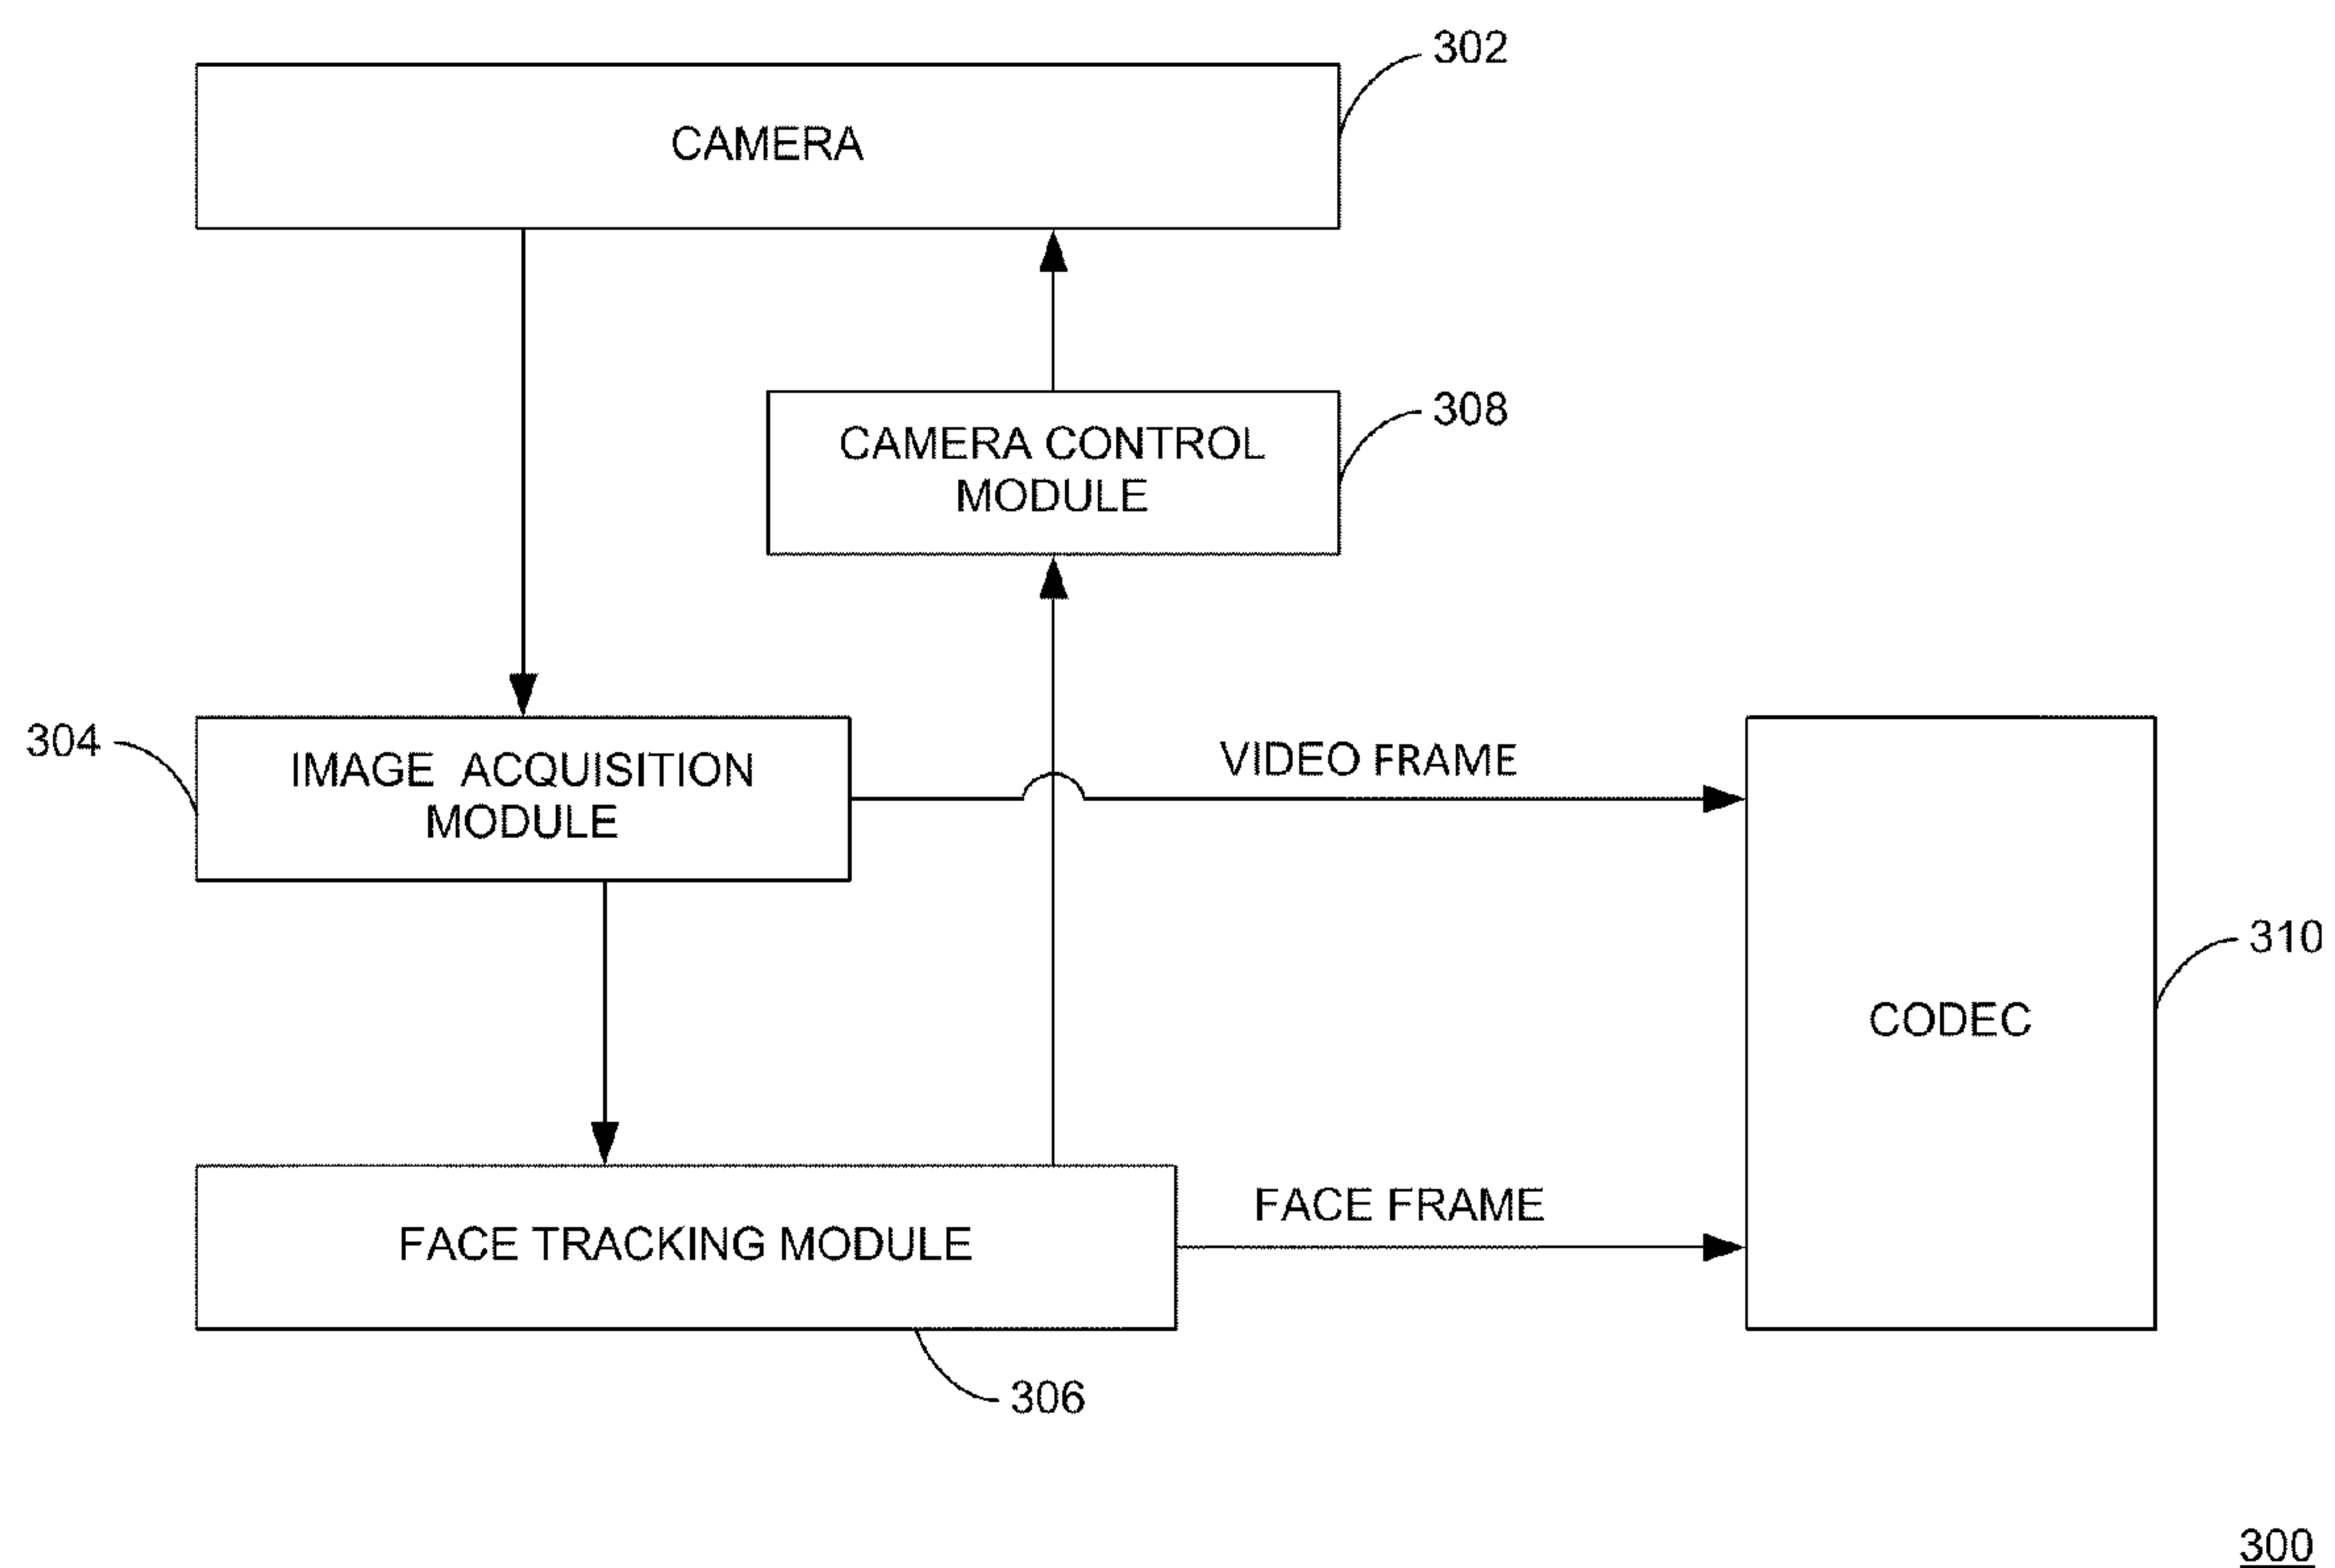 302
CAMERA
308
CAMERA CONTROL
MODULE
304
IMAGE ACQUISITION
MODULE
VIDEO FRAME
310
CODEC
FACE FRAME
FACE TRACKING MODULE
306
300